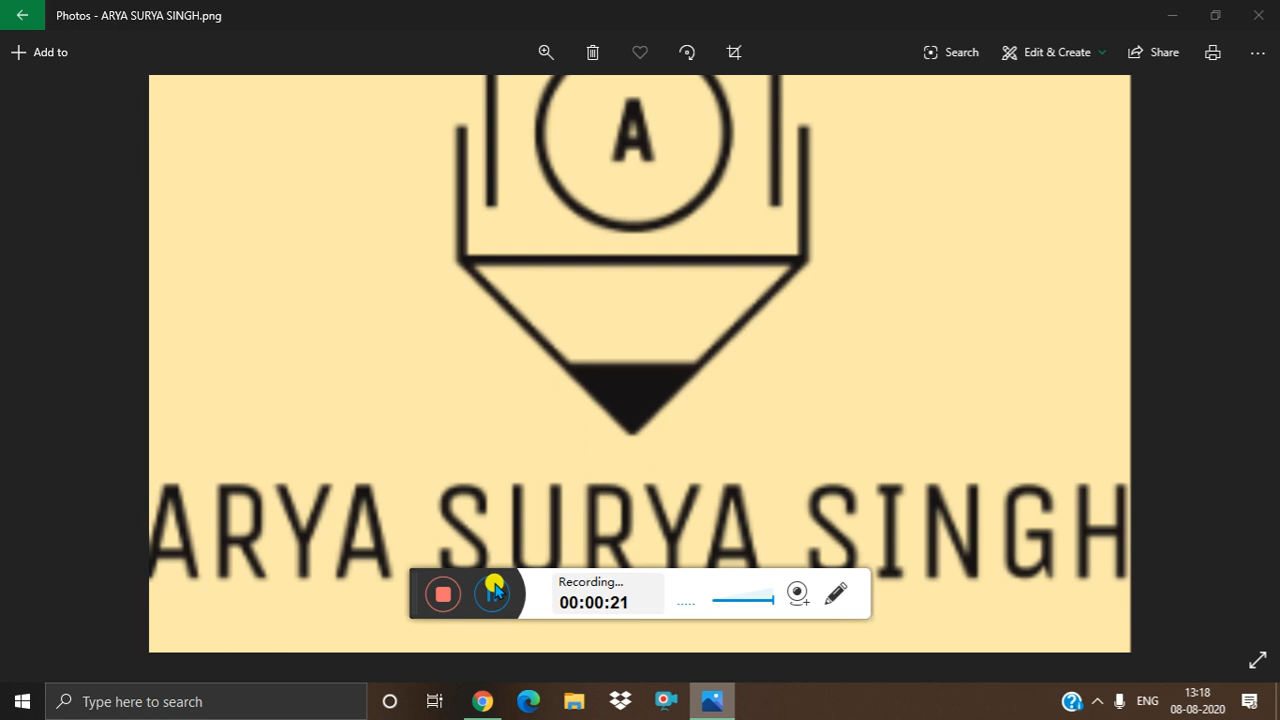 Photos - ARYA SURYA SINGH.png
Add to
Search
Edit & Create
Share
A
ARYA SURYA SINGH
Recording...
00:00:21
Type here to search
ENG
13:18
08-08-2020